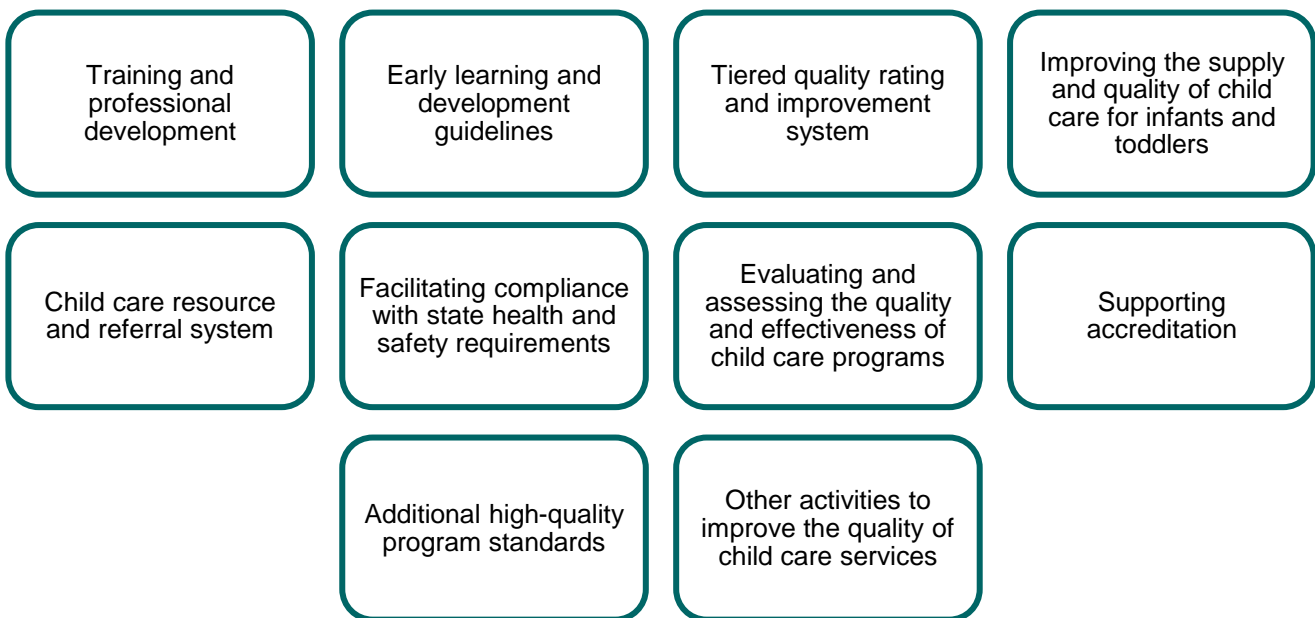 Training and
professional
development
Early learning and
development
guidelines
Tiered quality rating
and improvement
system
Improving the supply
and quality of child
care for infants and
toddlers
Child care resource
and referral system
Facilitating compliance
with state health and
safety requirements
Evaluating and
assessing the quality
and effectiveness of
child care programs
Supporting
accreditation
Additional high-quality
program standards
Other activities to
improve the quality of
child care services